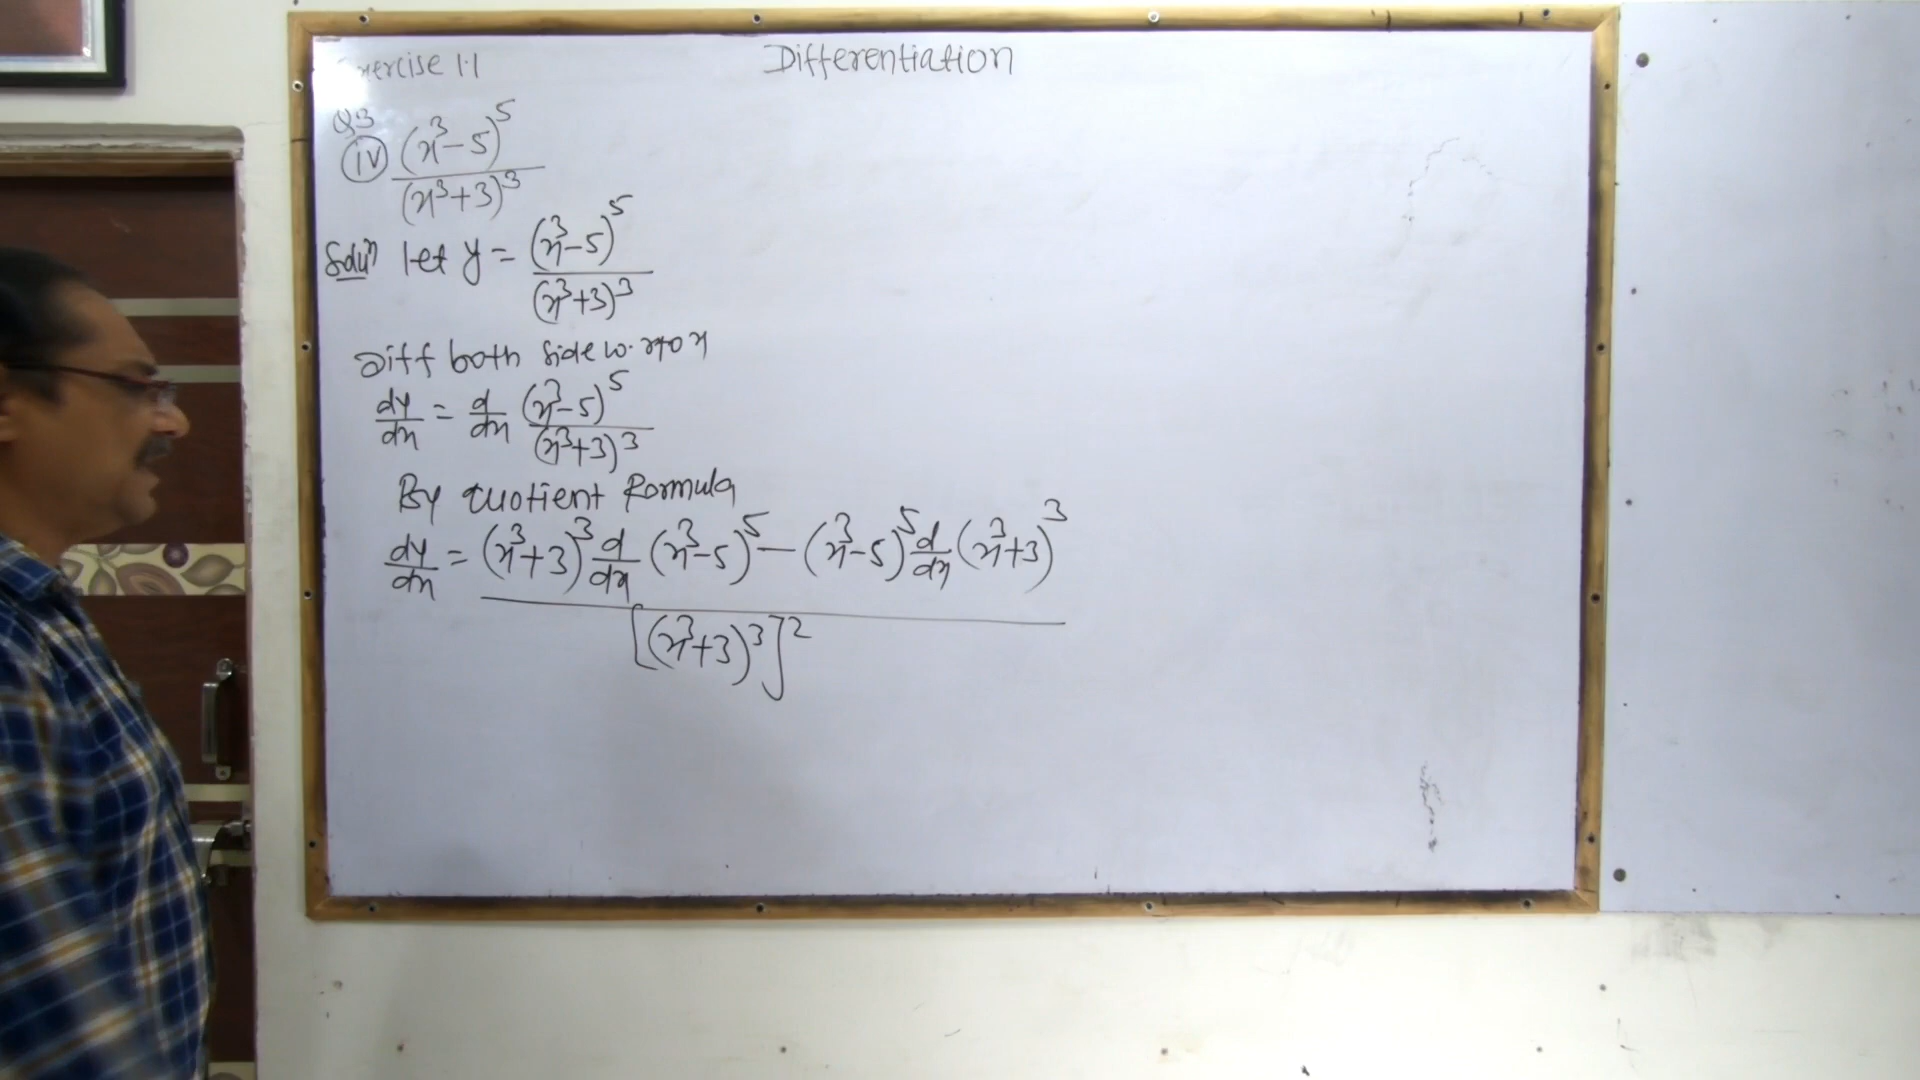 Exercise 1.1
Differentiation
Q3
(iv) (x³-5)⁵/(x³+3)³
Solⁿ let y = (x³-5)⁵/(x³+3)³
Diff both side w.r to x
dy/dx = d/dx (x³-5)⁵/(x³+3)³
By quotient Formula
dy/dx = (x³+3)³ d/dx (x³-5)⁵ - (x³-5)⁵ d/dx (x³+3)³ / [(x³+3)³]²